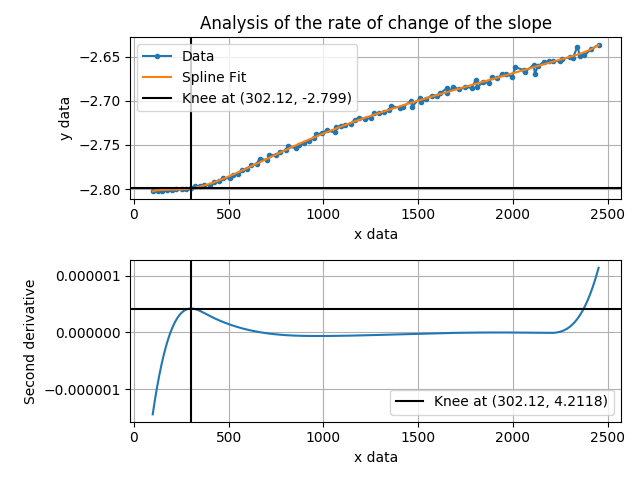 Analysis of the rate of change of the slope
Data
Spline Fit
Knee at (302.12, -2.799)
y data
−2.65
−2.70
−2.75
−2.80
0 500 1000 1500 2000 2500
x data
Second derivative
0.000001
0.000000
−0.000001
Knee at (302.12, 4.2118)
0 500 1000 1500 2000 2500
x data